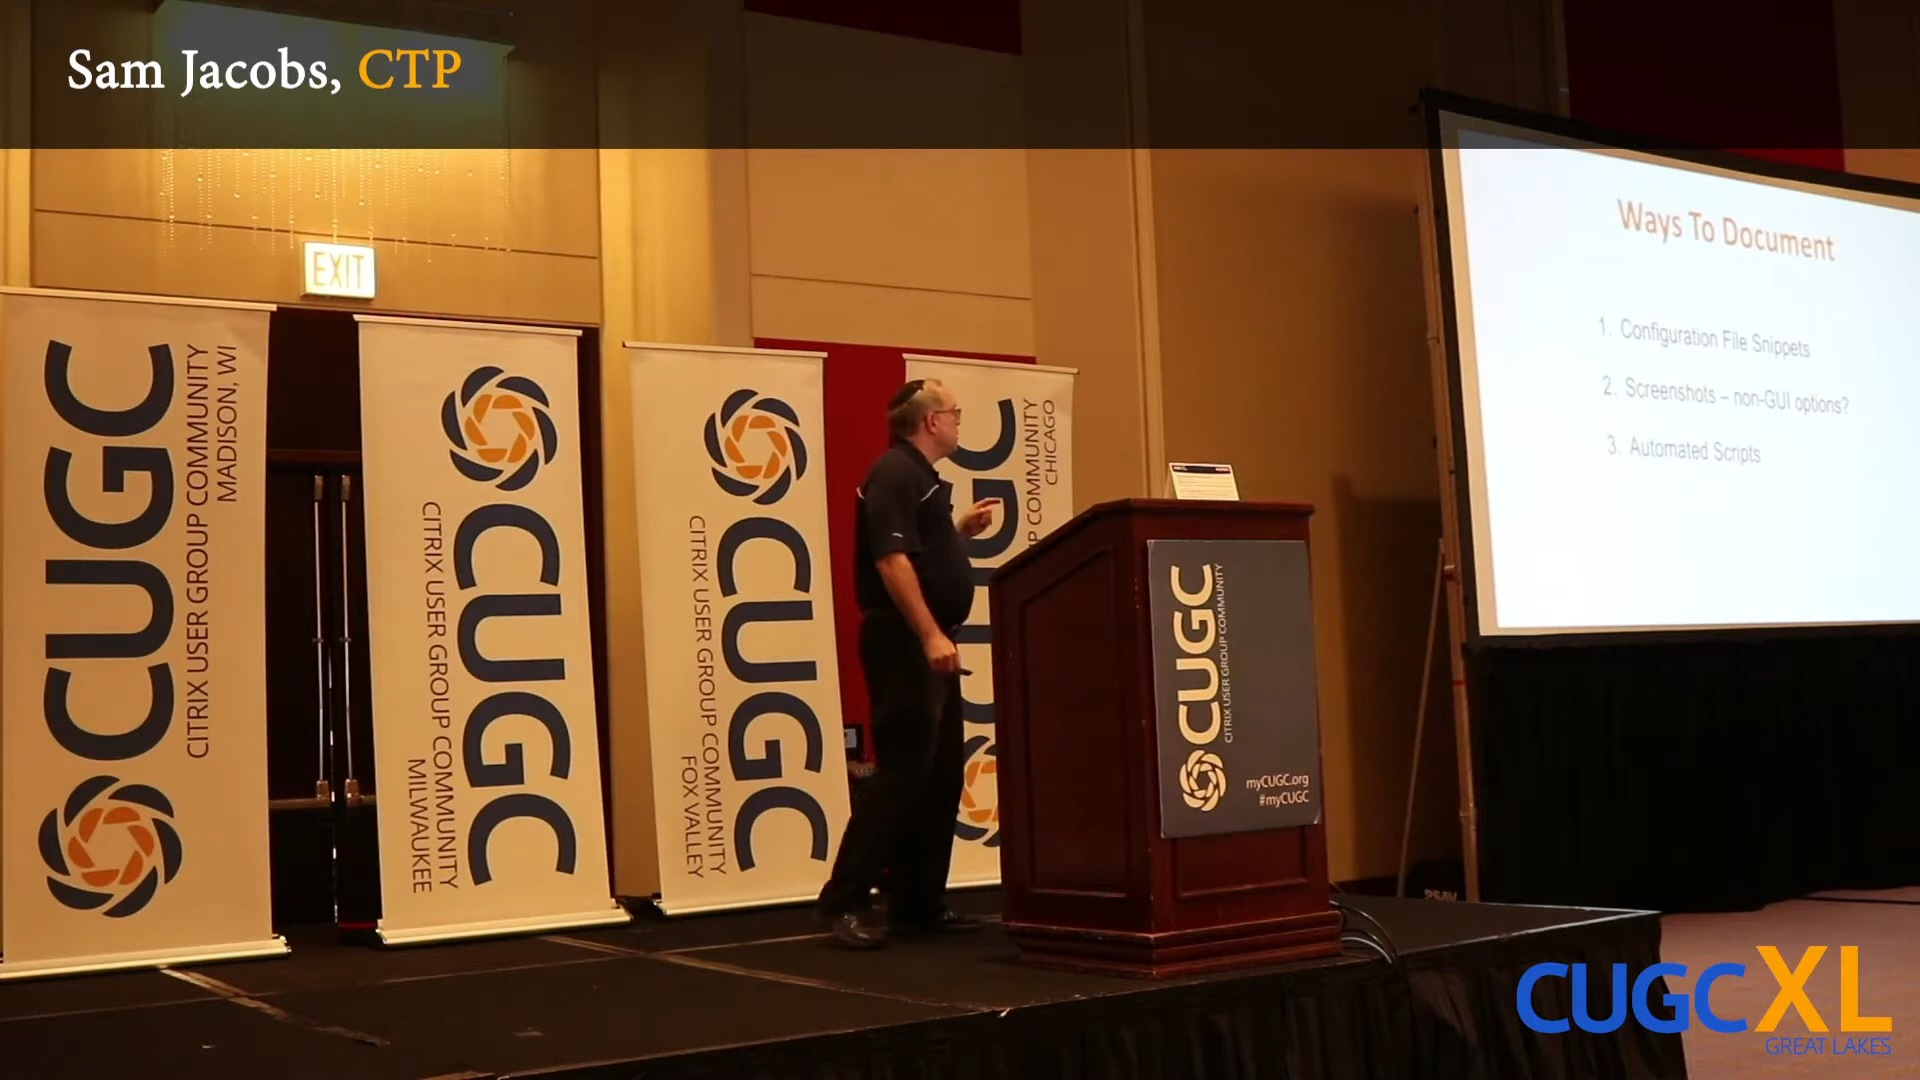 Sam Jacobs, CTP
EXIT
Ways To Document
1. Configuration File Snippets
2. Screenshots – non-GUI options?
3. Automated Scripts
CUGC
CITRIX USER GROUP COMMUNITY
MADISON, WI
CUGC
CITRIX USER GROUP COMMUNITY
MILWAUKEE
CUGC
CITRIX USER GROUP COMMUNITY
FOX VALLEY
COMMUNITY
CHICAGO
CUGC
CITRIX USER GROUP COMMUNITY
myCUGC.org
#myCUGC
PSAV
CUGCXL
GREAT LAKES